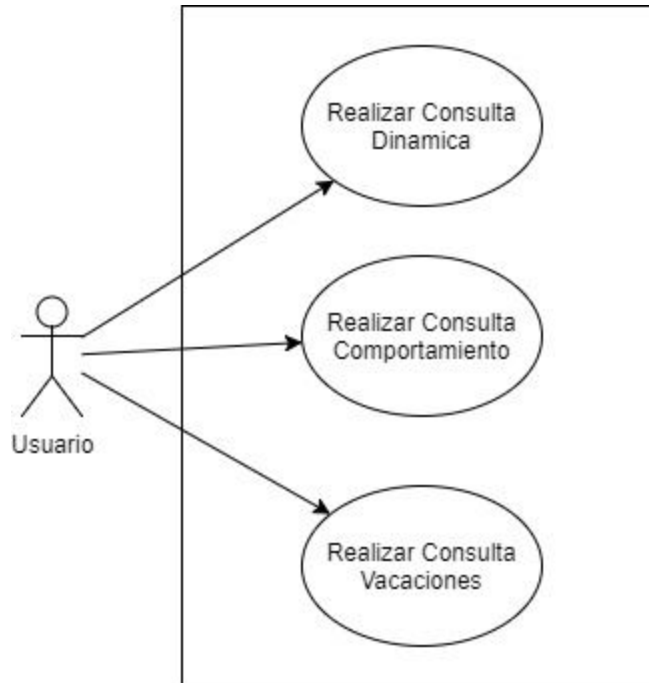 Realizar Consulta
Dinamica
Realizar Consulta
Comportamiento
Usuario
Realizar Consulta
Vacaciones